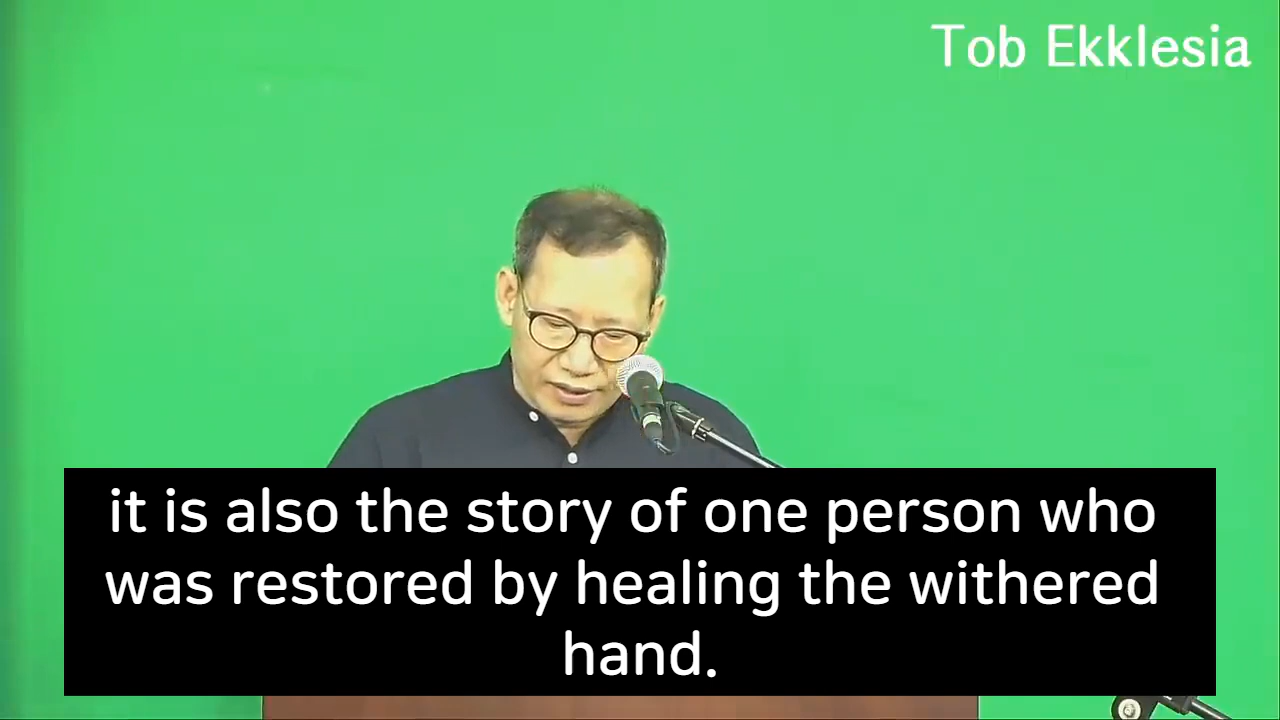 Tob Ekklesia
it is also the story of one person who
was restored by healing the withered
hand.